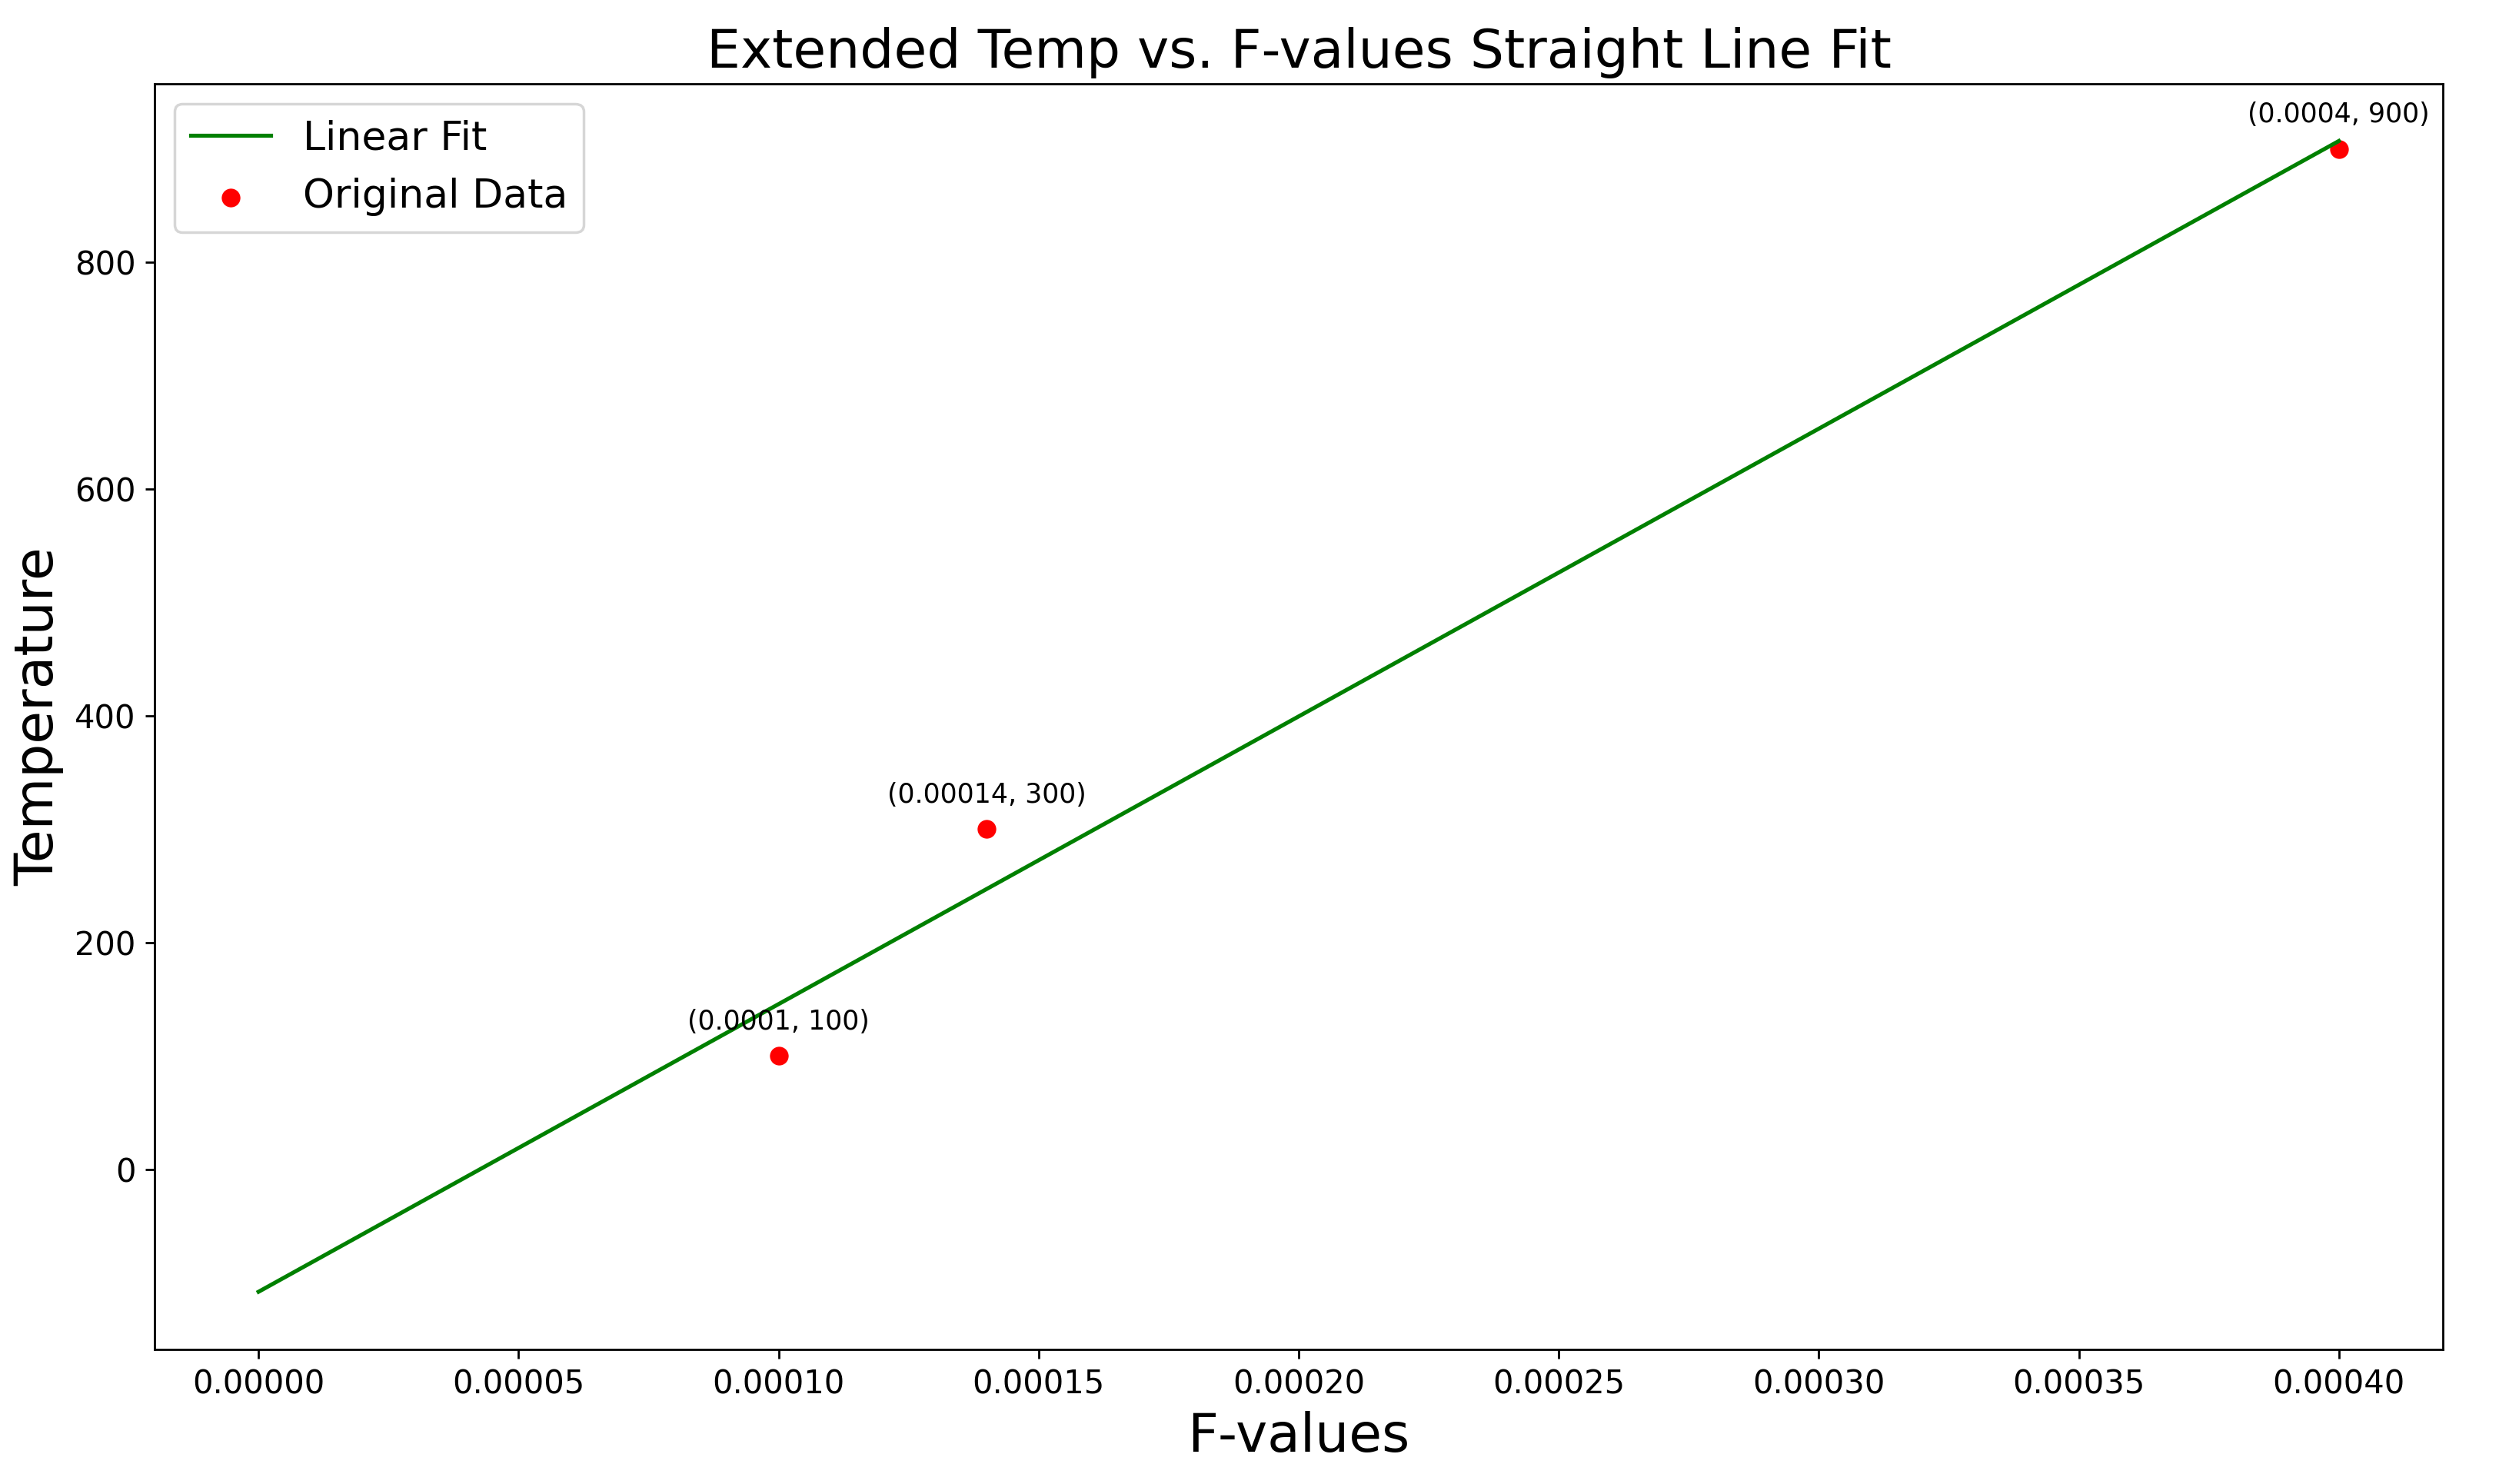 Extended Temp vs. F-values Straight Line Fit
Linear Fit
Original Data
(0.0004, 900)
(0.00014, 300)
(0.0001, 100)
Temperature
800
600
400
200
0
0.00000 0.00005 0.00010 0.00015 0.00020 0.00025 0.00030 0.00035 0.00040
F-values